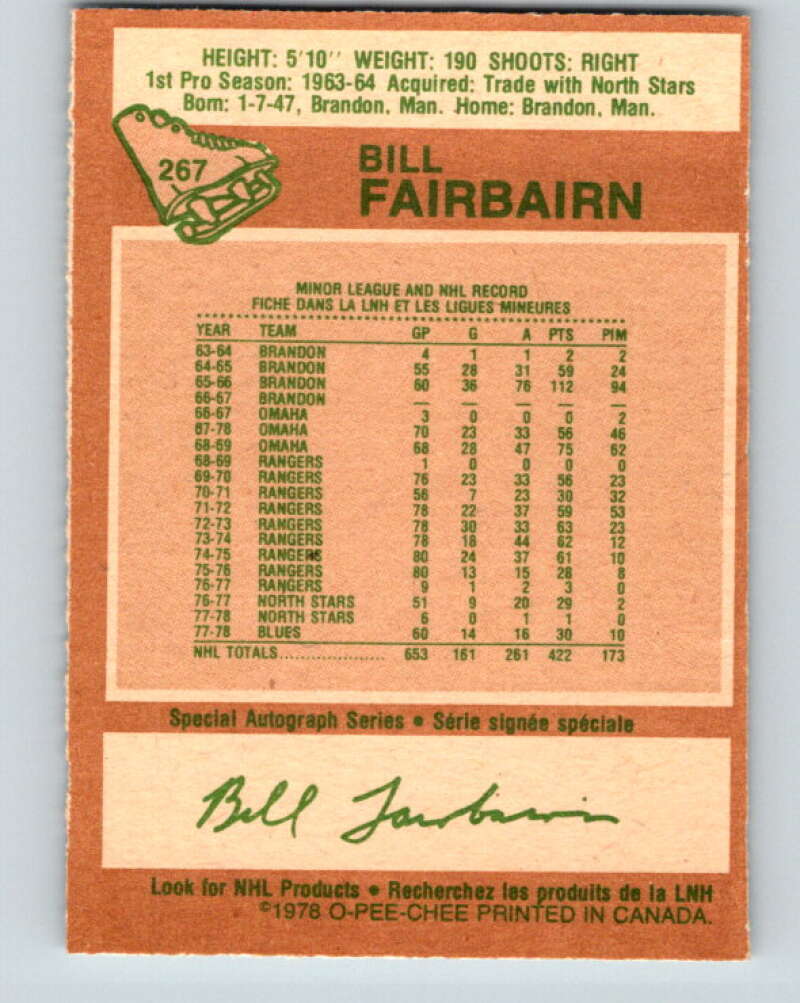 HEIGHT: 5'10'' WEIGHT: 190 SHOOTS: RIGHT
1st Pro Season: 1963-64 Acquired: Trade with North Stars
Born: 1-7-47, Brandon, Man. Home: Brandon, Man.
267
BILL
FAIRBAIRN
MINOR LEAGUE AND NHL RECORD
FICHE DANS LA LNH ET LES LIGUES MINEURES
YEAR TEAM GP G A PTS PIM
63-64 BRANDON 4 1 1 2 2
64-65 BRANDON 55 28 31 59 24
65-66 BRANDON 60 36 76 112 94
66-67 BRANDON — — — — —
66-67 OMAHA 3 0 0 0 2
67-78 OMAHA 70 23 33 56 46
68-69 OMAHA 68 28 47 75 62
68-69 RANGERS 1 0 0 0 0
69-70 RANGERS 76 23 33 56 23
70-71 RANGERS 56 7 23 30 32
71-72 RANGERS 78 22 37 59 53
72-73 RANGERS 78 30 33 63 23
73-74 RANGERS 78 18 44 62 12
74-75 RANGERS 80 24 37 61 10
75-76 RANGERS 80 13 15 28 8
76-77 RANGERS 9 1 2 3 0
76-77 NORTH STARS 51 9 20 29 2
77-78 NORTH STARS 6 0 1 1 0
77-78 BLUES 60 14 16 30 10
NHL TOTALS..................... 653 161 261 422 173
Special Autograph Series • Série signée spéciale
Bill Fairbairn
Look for NHL Products • Recherchez les produits de la LNH
©1978 O-PEE-CHEE PRINTED IN CANADA.